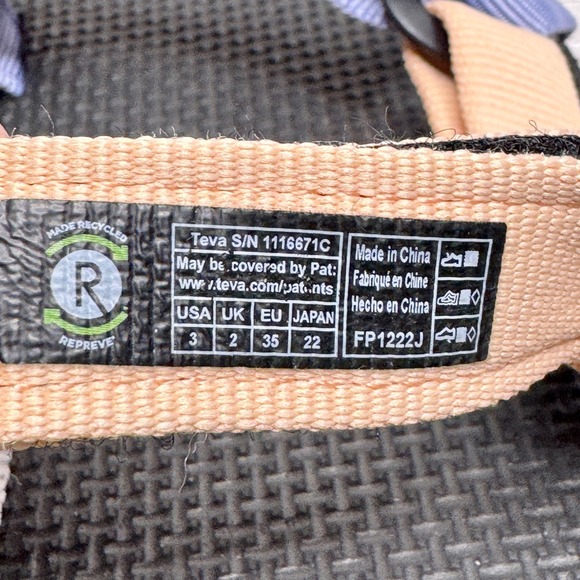 MADE RECYCLED
R
REPREVE®
Teva S/N 1116671C
May be covered by Pat:
www.teva.com/patents
USA UK EU JAPAN
3 2 35 22
Made in China
Fabriqué en Chine
Hecho en China
FP1222J